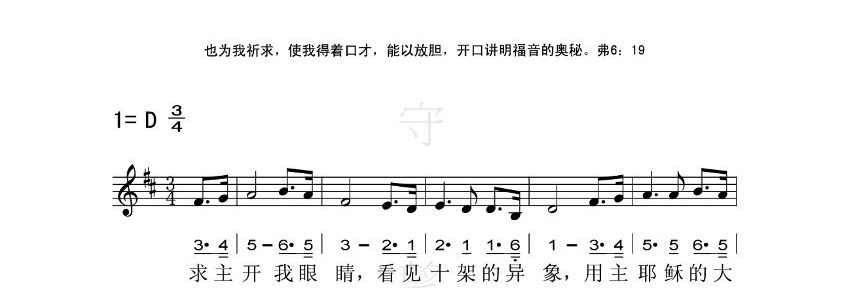 也为我祈求，使我得着口才，能以放胆，开口讲明福音的奥秘。弗6：19
守
1= D 3/4
3/4
3· 4 | 5 - 6· 5 | 3 - 2· 1 | 2· 1 1· 6 | 1 - 3· 4 | 5· 5 6· 5 |
求主开我眼睛，看见十架的异象，用主耶稣的大